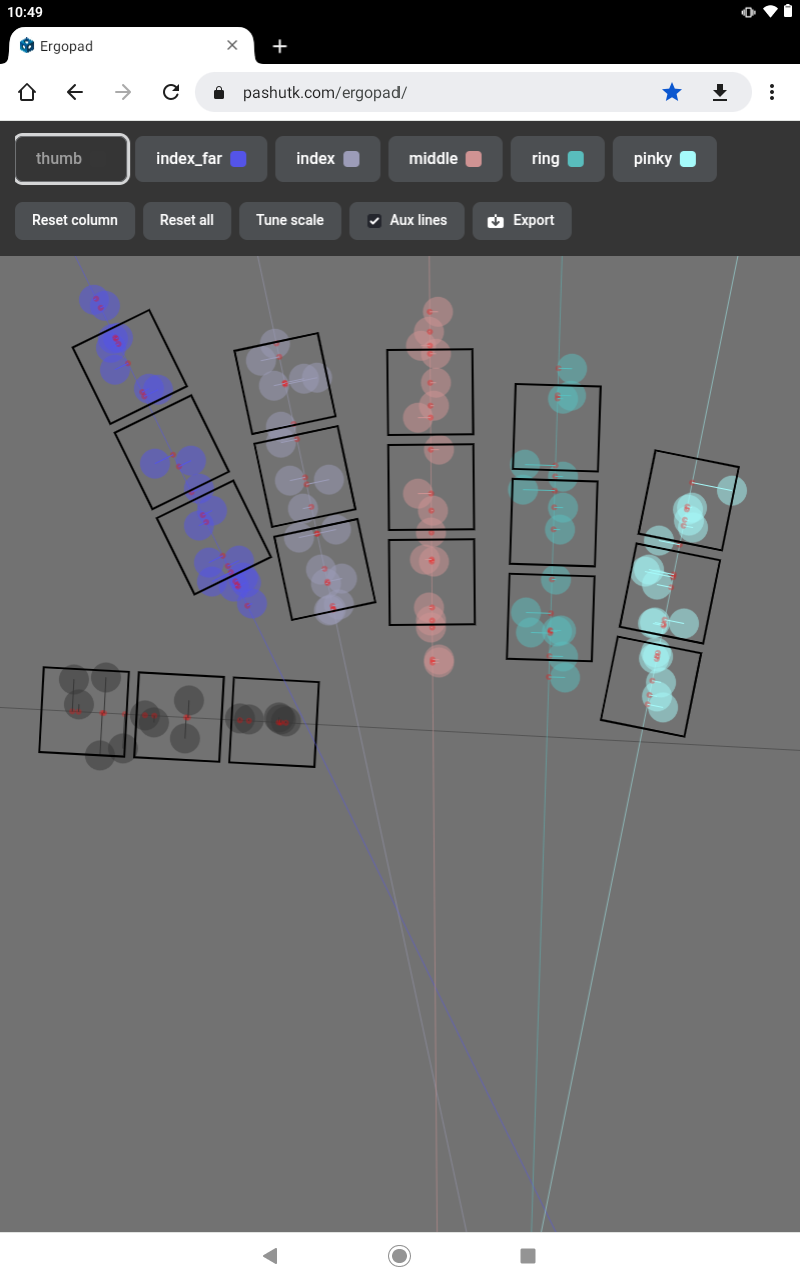 10:49
Ergopad
pashutk.com/ergopad/
thumb index_far index middle ring pinky
Reset column Reset all Tune scale Aux lines Export